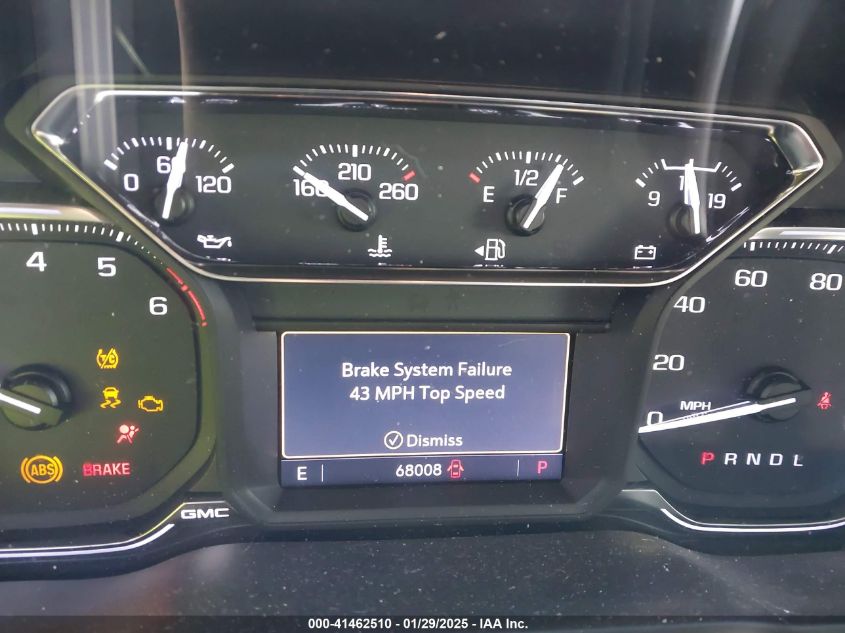 0 60 120
160 210 260
E 1/2 F
9 19
4 5 6
20 40 60 80
0
MPH
T/C
ABS
BRAKE
Brake System Failure
43 MPH Top Speed
Dismiss
E 68008 P
P R N D L
GMC
000-41462510 - 01/29/2025 - IAA Inc.